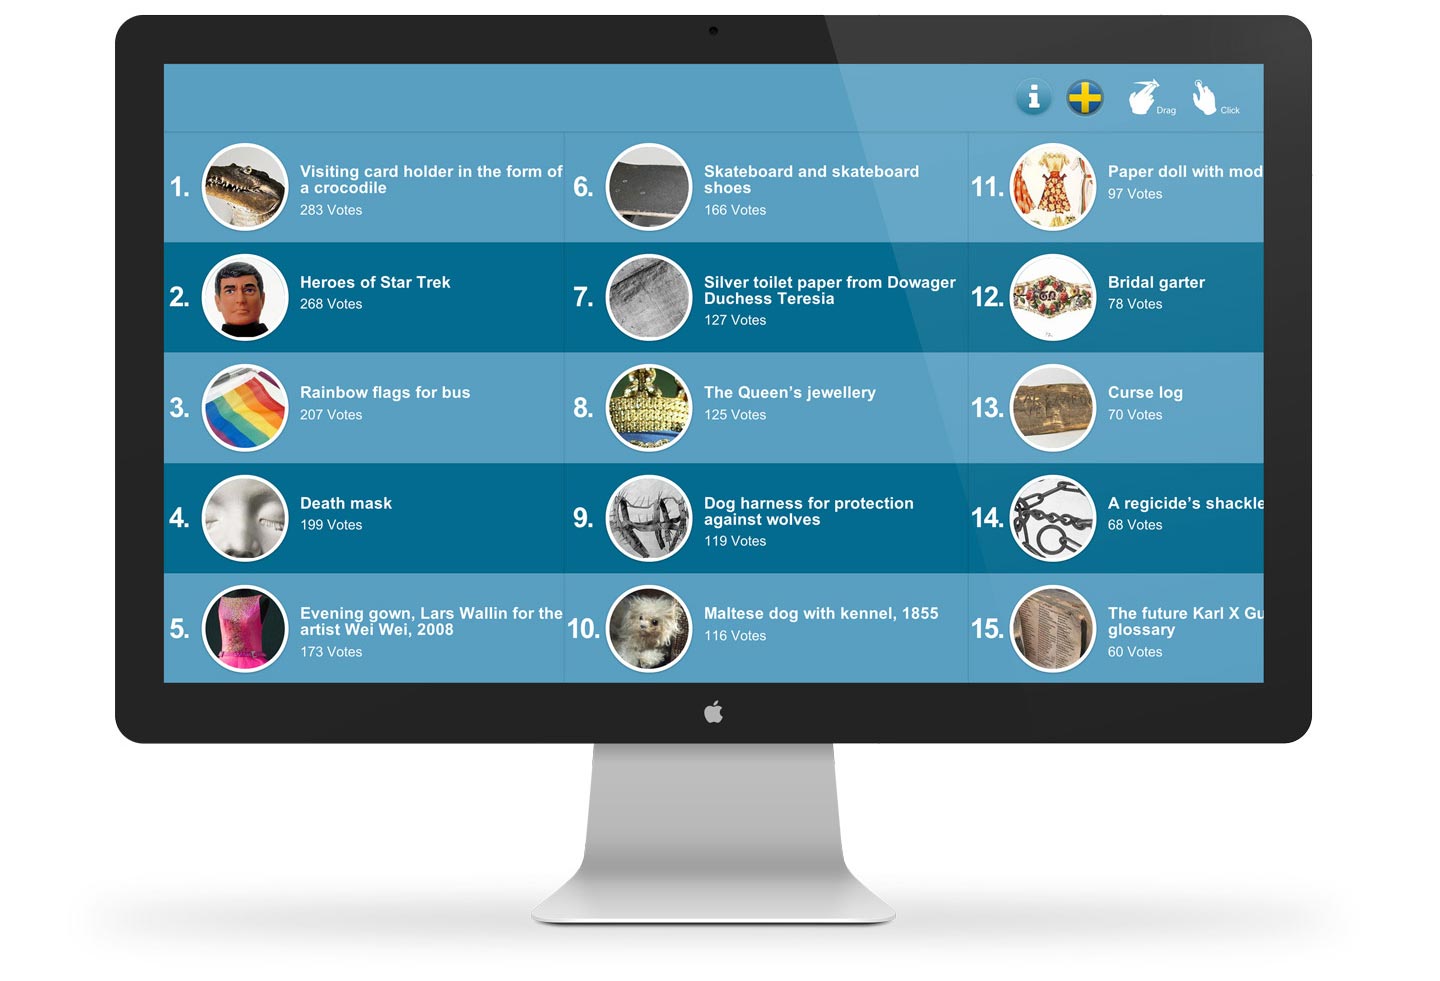 Drag
Click
1.
Visiting card holder in the form of
a crocodile
283 Votes
2.
Heroes of Star Trek
268 Votes
3.
Rainbow flags for bus
207 Votes
4.
Death mask
199 Votes
5.
Evening gown, Lars Wallin for the
artist Wei Wei, 2008
173 Votes
6.
Skateboard and skateboard
shoes
166 Votes
7.
Silver toilet paper from Dowager
Duchess Teresia
127 Votes
8.
The Queen’s jewellery
125 Votes
9.
Dog harness for protection
against wolves
119 Votes
10.
Maltese dog with kennel, 1855
116 Votes
11.
Paper doll with mod
97 Votes
12.
Bridal garter
78 Votes
13.
Curse log
70 Votes
14.
A regicide’s shackle
68 Votes
15.
The future Karl X Gu
glossary
60 Votes